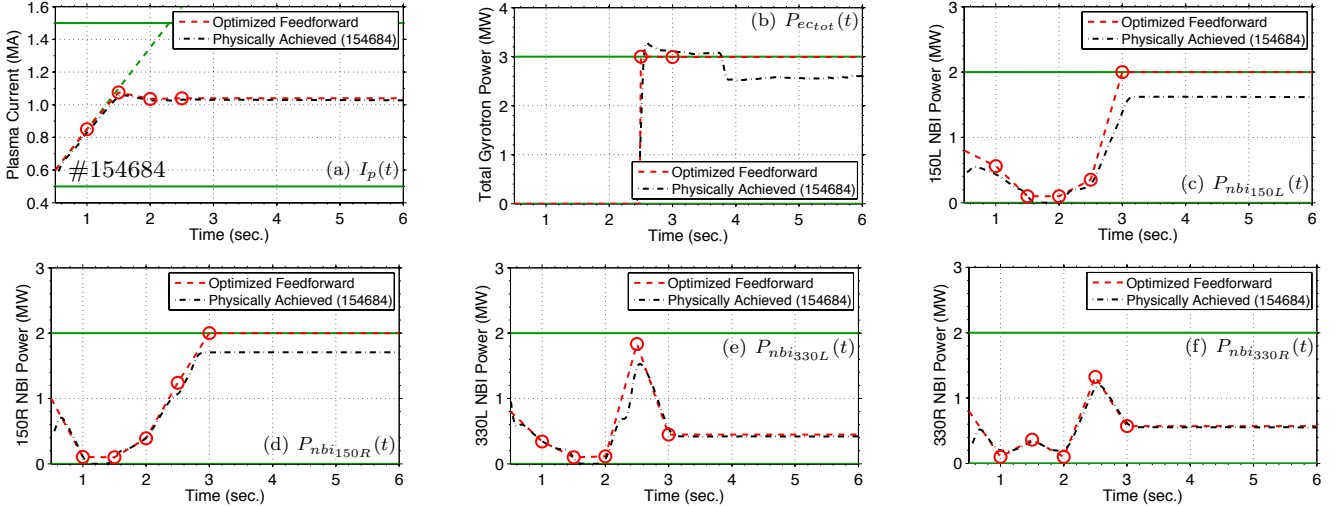 Plasma Current (MA)
1.6
1.4
1.2
1.0
0.8
0.6
0.4
Optimized Feedforward
Physically Achieved (154684)
#154684
(a) I_p(t)
1 2 3 4 5 6
Time (sec.)
Total Gyrotron Power (MW)
4
3
2
1
0
(b) P_{ec_{tot}}(t)
Optimized Feedforward
Physically Achieved (154684)
1 2 3 4 5 6
Time (sec.)
150L NBI Power (MW)
3
2
1
0
Optimized Feedforward
Physically Achieved (154684)
(c) P_{nbi_{150L}}(t)
1 2 3 4 5 6
Time (sec.)
150R NBI Power (MW)
3
2
1
0
Optimized Feedforward
Physically Achieved (154684)
(d) P_{nbi_{150R}}(t)
1 2 3 4 5 6
Time (sec.)
330L NBI Power (MW)
3
2
1
0
Optimized Feedforward
Physically Achieved (154684)
(e) P_{nbi_{330L}}(t)
1 2 3 4 5 6
Time (sec.)
330R NBI Power (MW)
3
2
1
0
Optimized Feedforward
Physically Achieved (154684)
(f) P_{nbi_{330R}}(t)
1 2 3 4 5 6
Time (sec.)